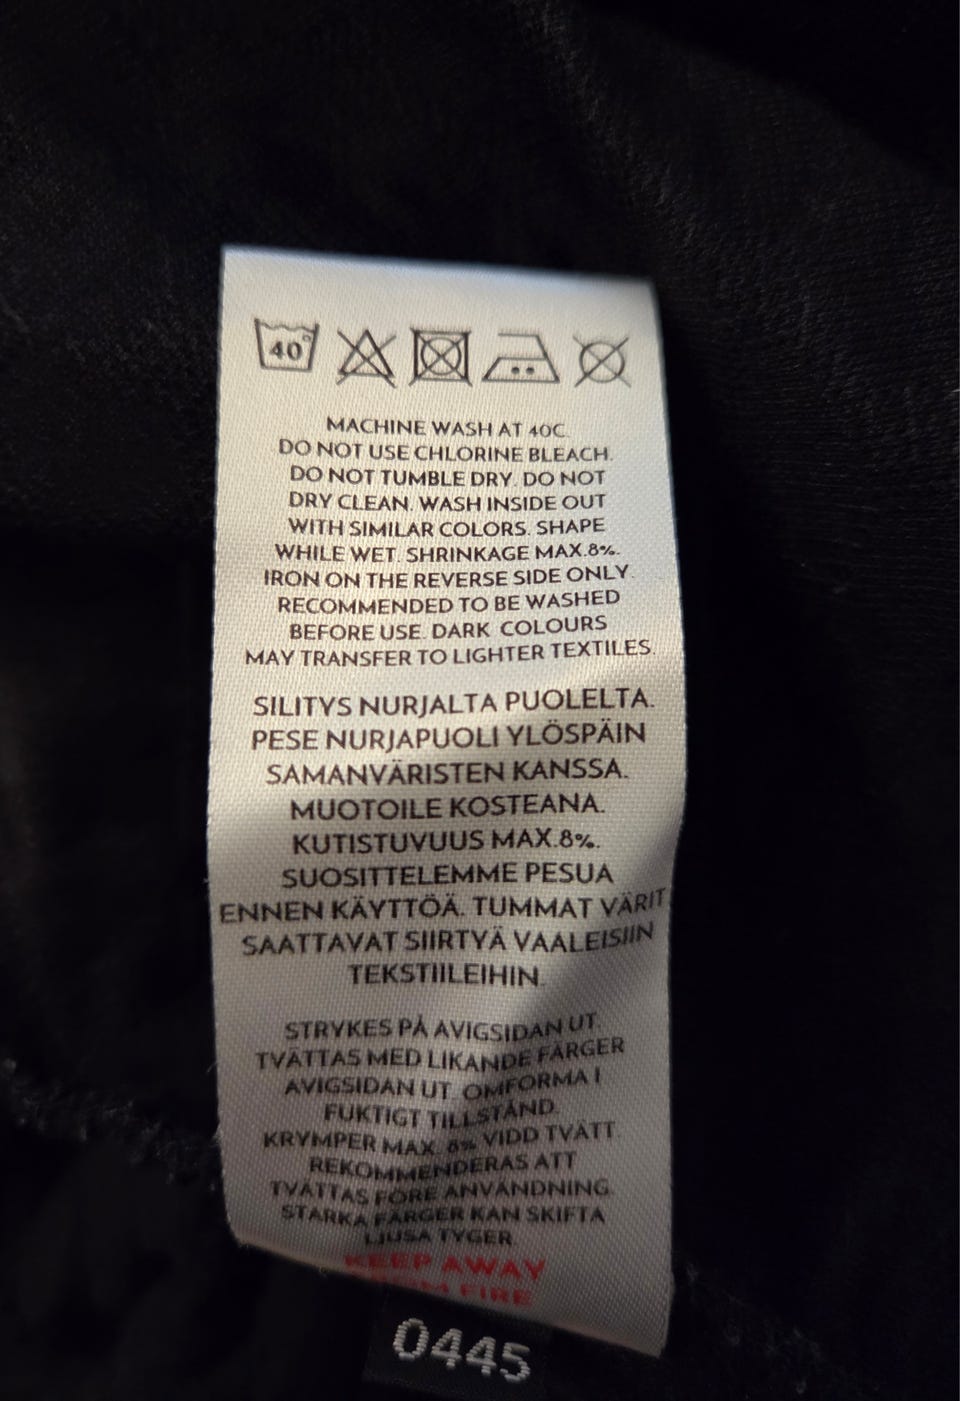 40°
MACHINE WASH AT 40C.
DO NOT USE CHLORINE BLEACH.
DO NOT TUMBLE DRY. DO NOT
DRY CLEAN. WASH INSIDE OUT
WITH SIMILAR COLORS. SHAPE
WHILE WET. SHRINKAGE MAX.8%.
IRON ON THE REVERSE SIDE ONLY.
RECOMMENDED TO BE WASHED
BEFORE USE. DARK COLOURS
MAY TRANSFER TO LIGHTER TEXTILES.
SILITYS NURJALTA PUOLELTA.
PESE NURJAPUOLI YLÖSPÄIN
SAMANVÄRISTEN KANSSA.
MUOTOILE KOSTEANA.
KUTISTUVUUS MAX.8%.
SUOSITTELEMME PESUA
ENNEN KÄYTTÖÄ. TUMMAT VÄRIT
SAATTAVAT SIIRTYÄ VAALEISIIN
TEKSTIILEIHIN.
STRYKES PÅ AVIGSIDAN UT.
TVÄTTAS MED LIKANDE FÄRGER
AVIGSIDAN UT. OMFORMA I
FUKTIGT TILLSTÅND.
KRYMPER MAX. 8% VIDD TVÄTT.
REKOMMENDERAS ATT
TVÄTTAS FÖRE ANVÄNDNING.
STARKA FÄRGER KAN SKIFTA
LJUSA TYGER
KEEP AWAY
FROM FIRE
0445